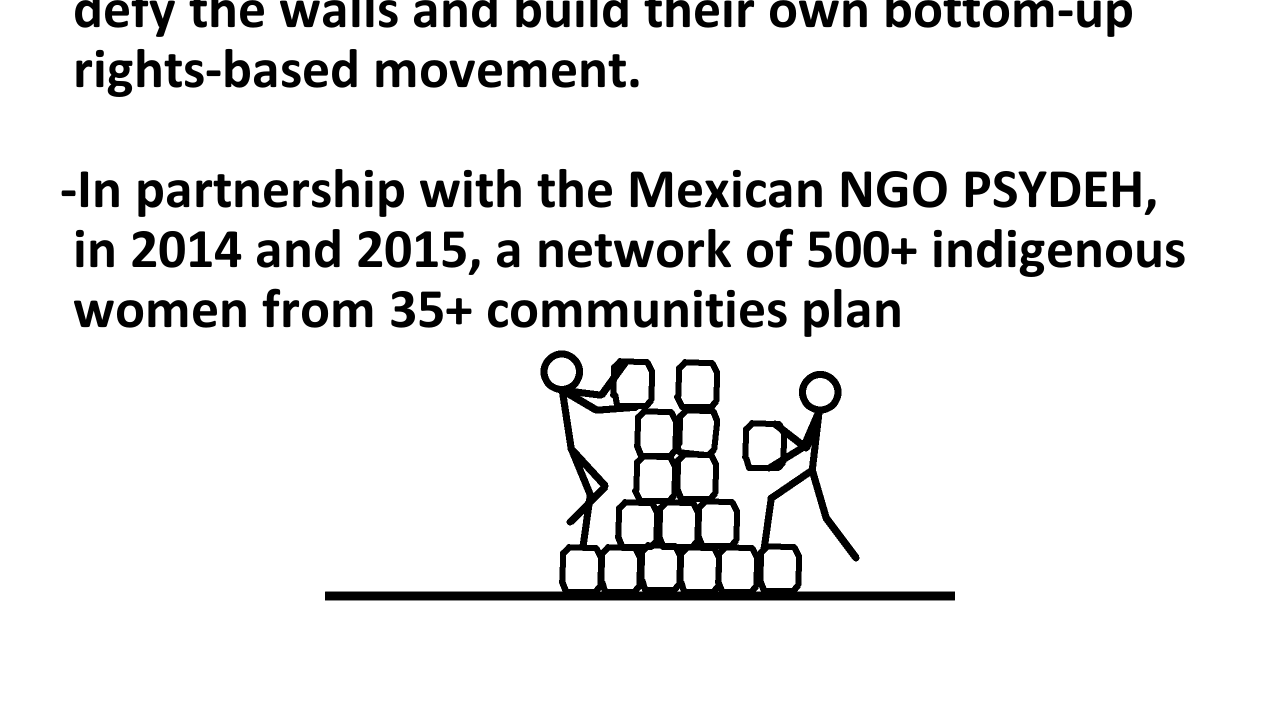 defy the walls and build their own bottom-up
rights-based movement.
-In partnership with the Mexican NGO PSYDEH,
in 2014 and 2015, a network of 500+ indigenous
women from 35+ communities plan